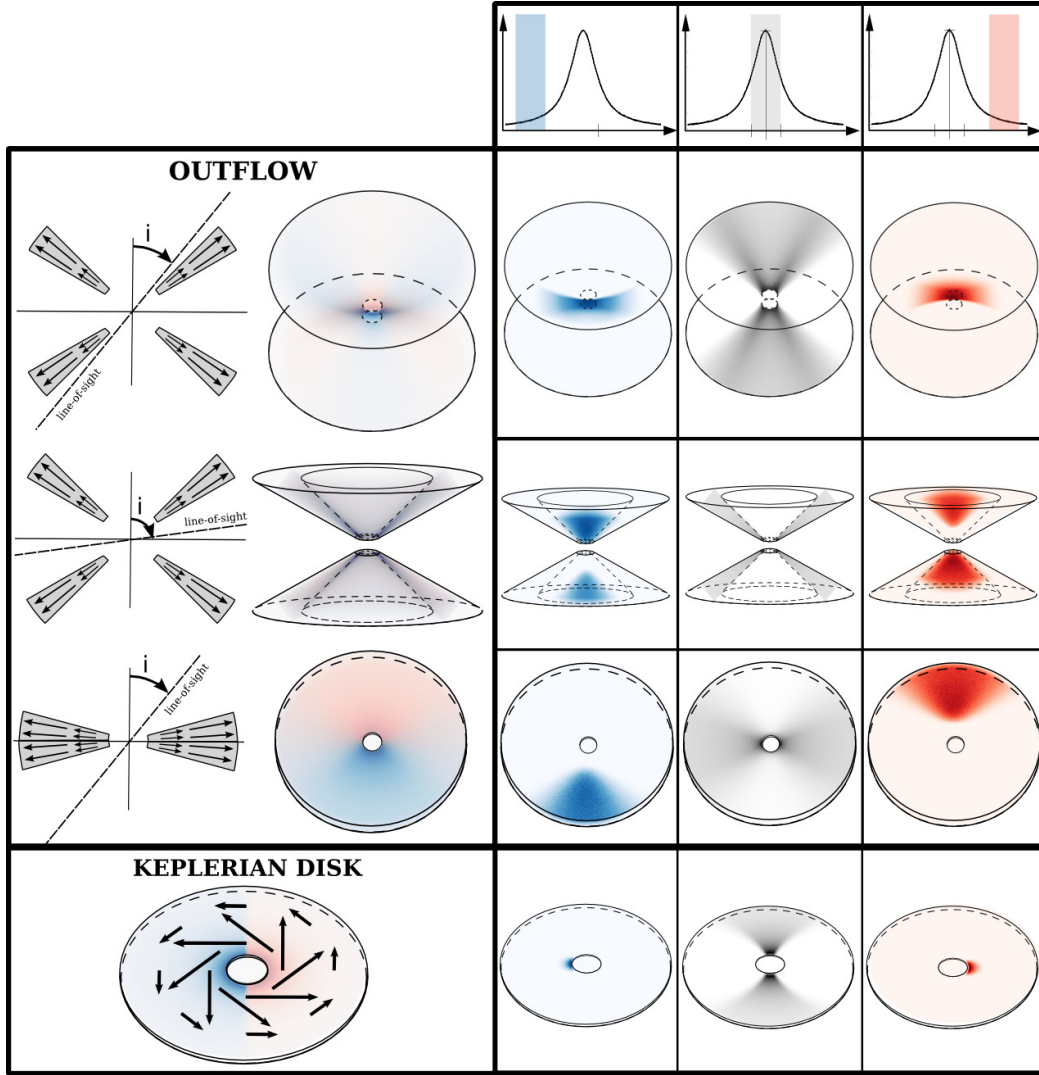 OUTFLOW
i
line-of-sight
i
line-of-sight
i
line-of-sight
KEPLERIAN DISK